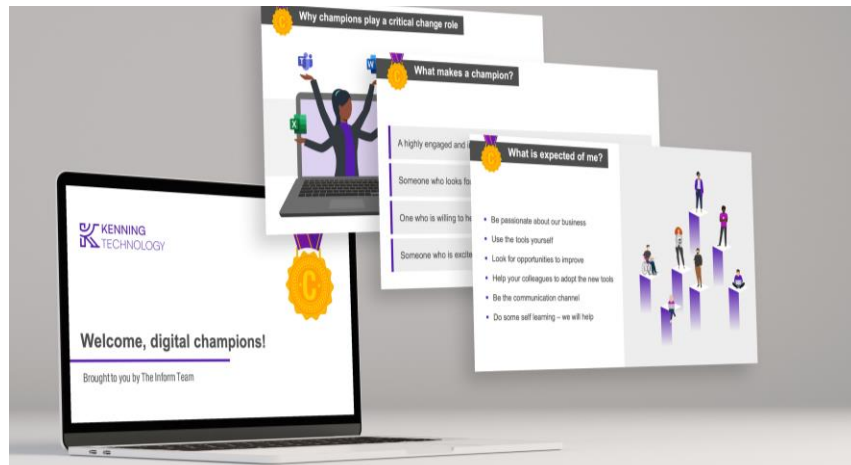 Why champions play a critical change role
What makes a champion?
A highly engaged and
Someone who looks
One who is willing to
Someone who is
What is expected of me?
• Be passionate about our business
• Use the tools yourself
• Look for opportunities to improve
• Help your colleagues to adopt the new tools
• Be the communication channel
• Do some self learning – we will help
KENNING
TECHNOLOGY
C
Welcome, digital champions!
Brought to you by The Inform Team